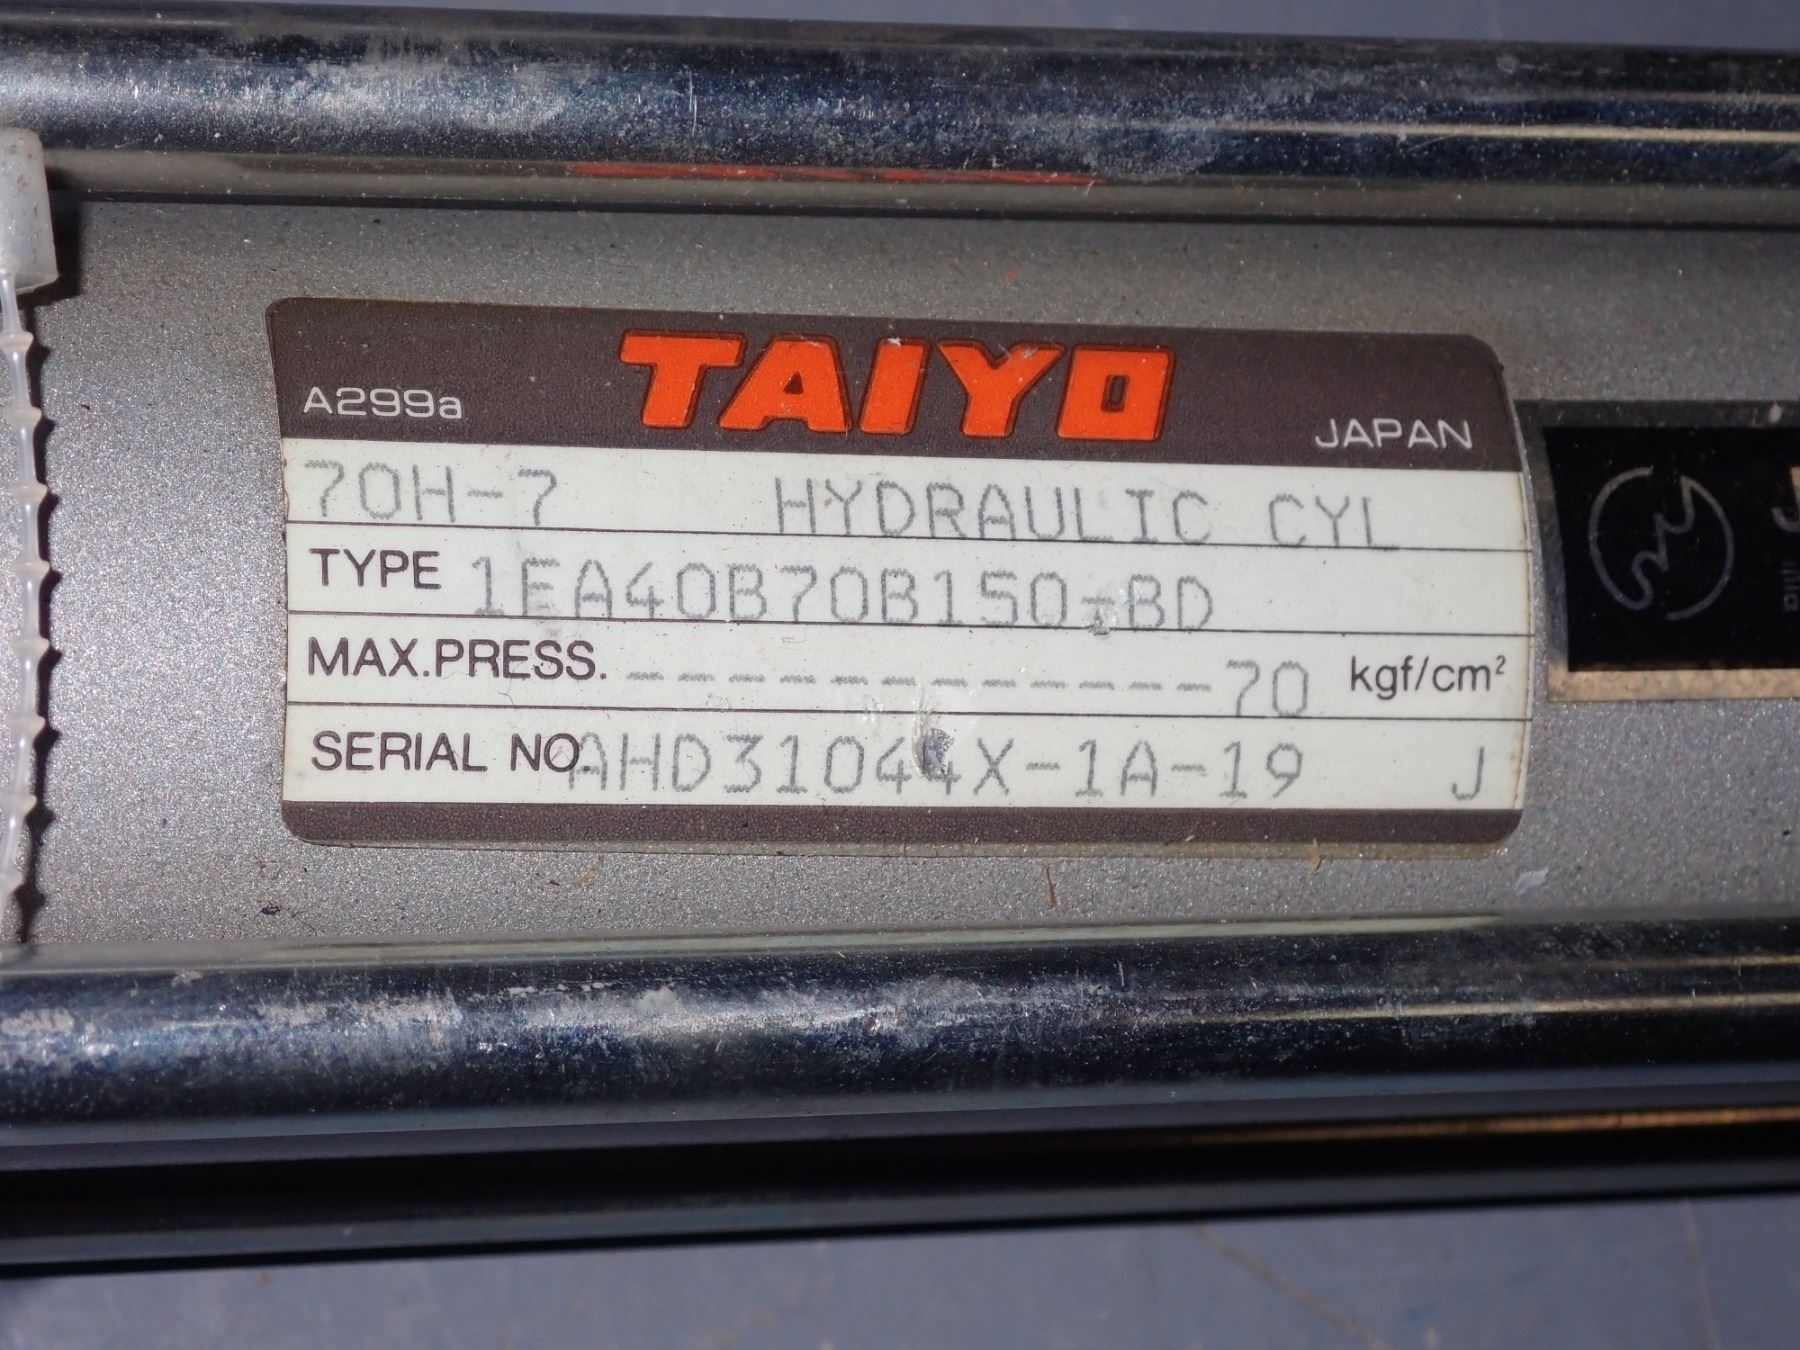 A299a TAIYO JAPAN
70H-7 HYDRAULIC CYL
TYPE 1EA40B70B150-BD
MAX.PRESS. ------------70 kgf/cm²
SERIAL NO. AHD31044X-1A-19 J